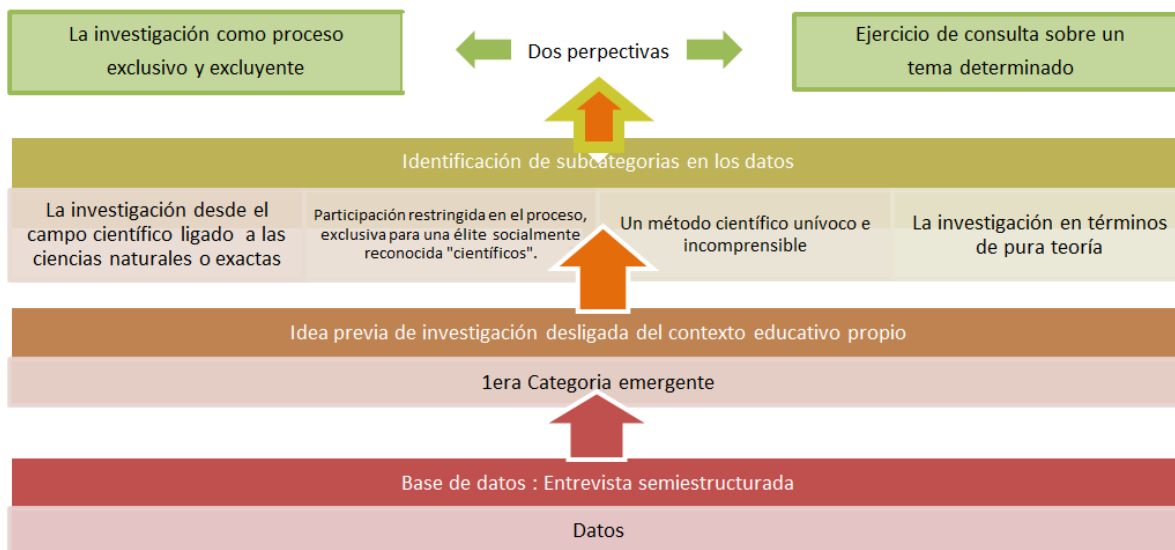 La investigación como proceso
exclusivo y excluyente
Dos perpectivas
Ejercicio de consulta sobre un
tema determinado
Identificación de subcategorias en los datos
La investigación desde el
campo científico ligado a las
ciencias naturales o exactas
Participación restringida en el proceso,
exclusiva para una élite socialmente
reconocida "científicos".
Un método científico unívoco e
incomprensible
La investigación en términos
de pura teoría
Idea previa de investigación desligada del contexto educativo propio
1era Categoria emergente
Base de datos : Entrevista semiestructurada
Datos